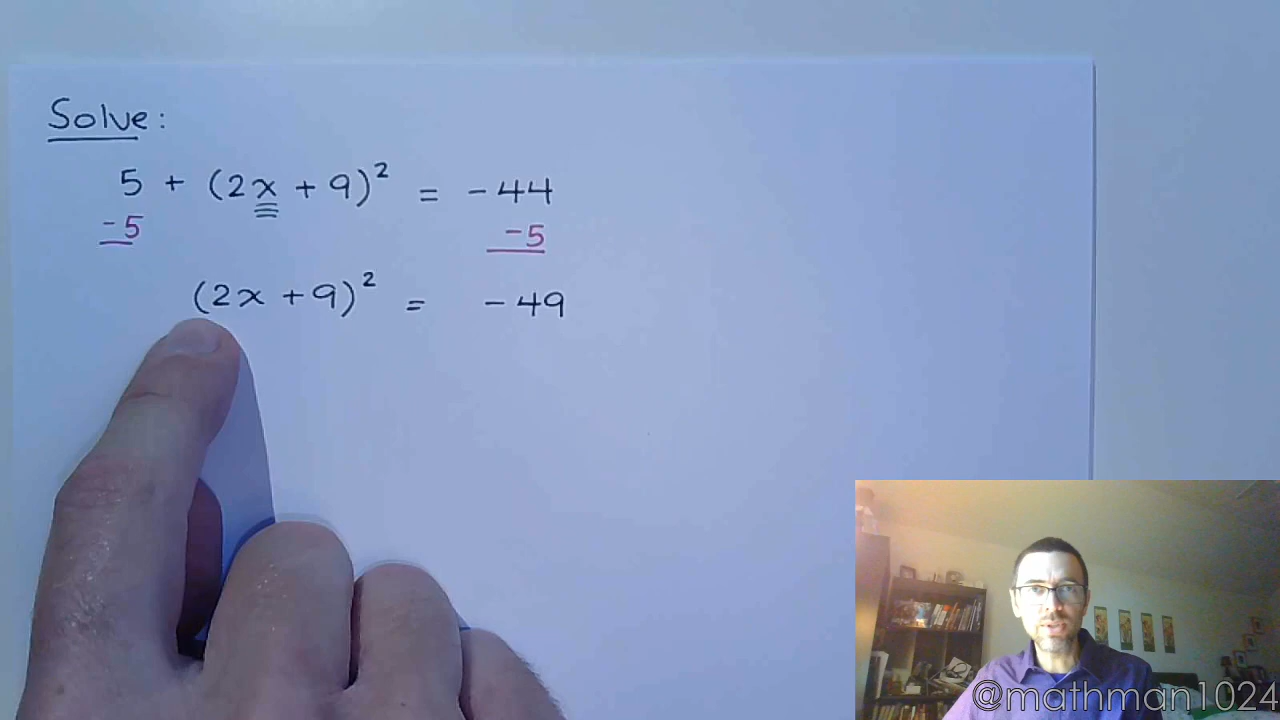 Solve:
5 + (2x + 9)² = -44
-5 -5
(2x + 9)² = -49
@mathman1024